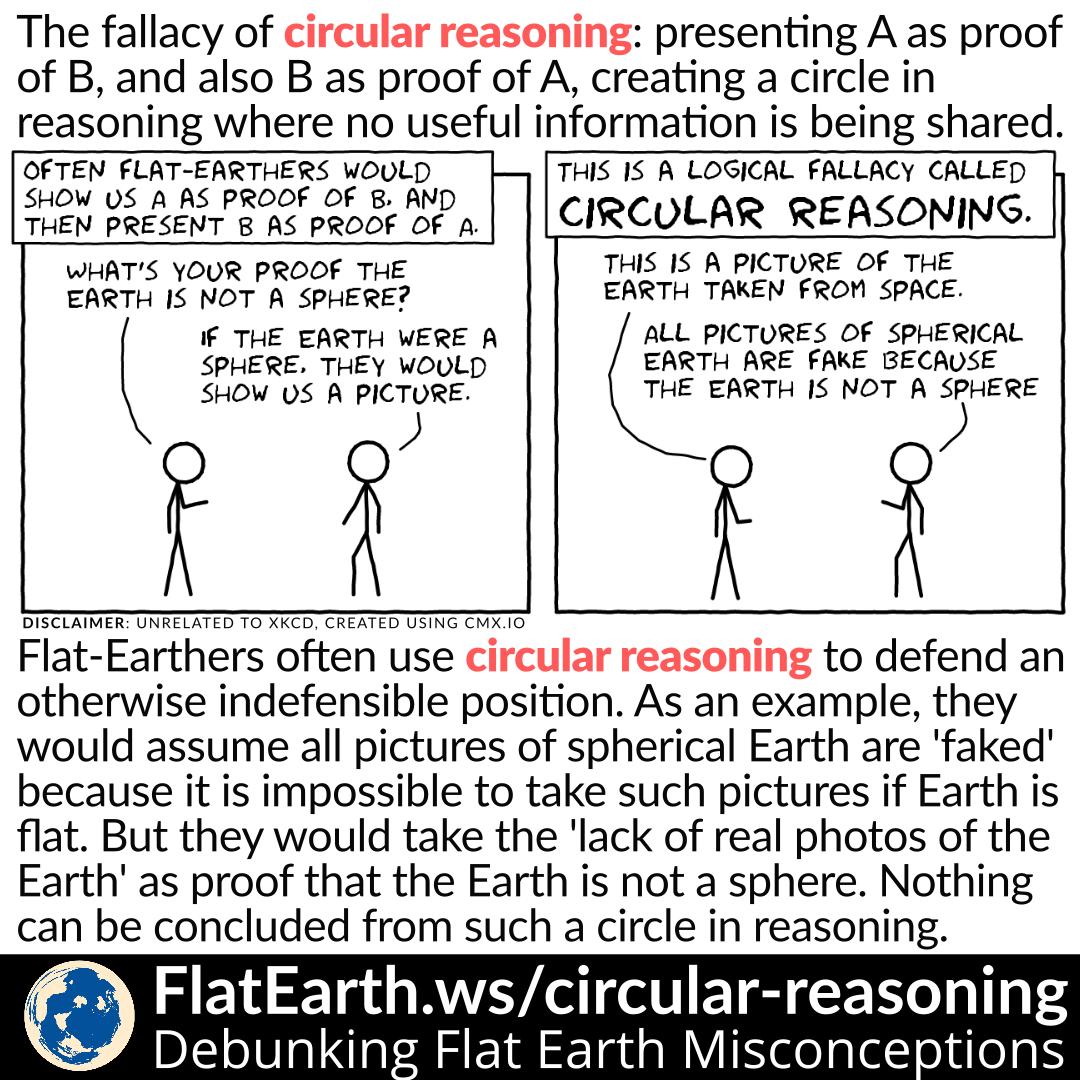 The fallacy of circular reasoning: presenting A as proof
of B, and also B as proof of A, creating a circle in
reasoning where no useful information is being shared.
OFTEN FLAT-EARTHERS WOULD
SHOW US A AS PROOF OF B, AND
THEN PRESENT B AS PROOF OF A.
WHAT'S YOUR PROOF THE
EARTH IS NOT A SPHERE?
IF THE EARTH WERE A
SPHERE, THEY WOULD
SHOW US A PICTURE.
THIS IS A LOGICAL FALLACY CALLED
CIRCULAR REASONING.
THIS IS A PICTURE OF THE
EARTH TAKEN FROM SPACE.
ALL PICTURES OF SPHERICAL
EARTH ARE FAKE BECAUSE
THE EARTH IS NOT A SPHERE
DISCLAIMER: UNRELATED TO XKCD, CREATED USING CMX.IO
Flat-Earthers often use circular reasoning to defend an
otherwise indefensible position. As an example, they
would assume all pictures of spherical Earth are 'faked'
because it is impossible to take such pictures if Earth is
flat. But they would take the 'lack of real photos of the
Earth' as proof that the Earth is not a sphere. Nothing
can be concluded from such a circle in reasoning.
FlatEarth.ws/circular-reasoning
Debunking Flat Earth Misconceptions